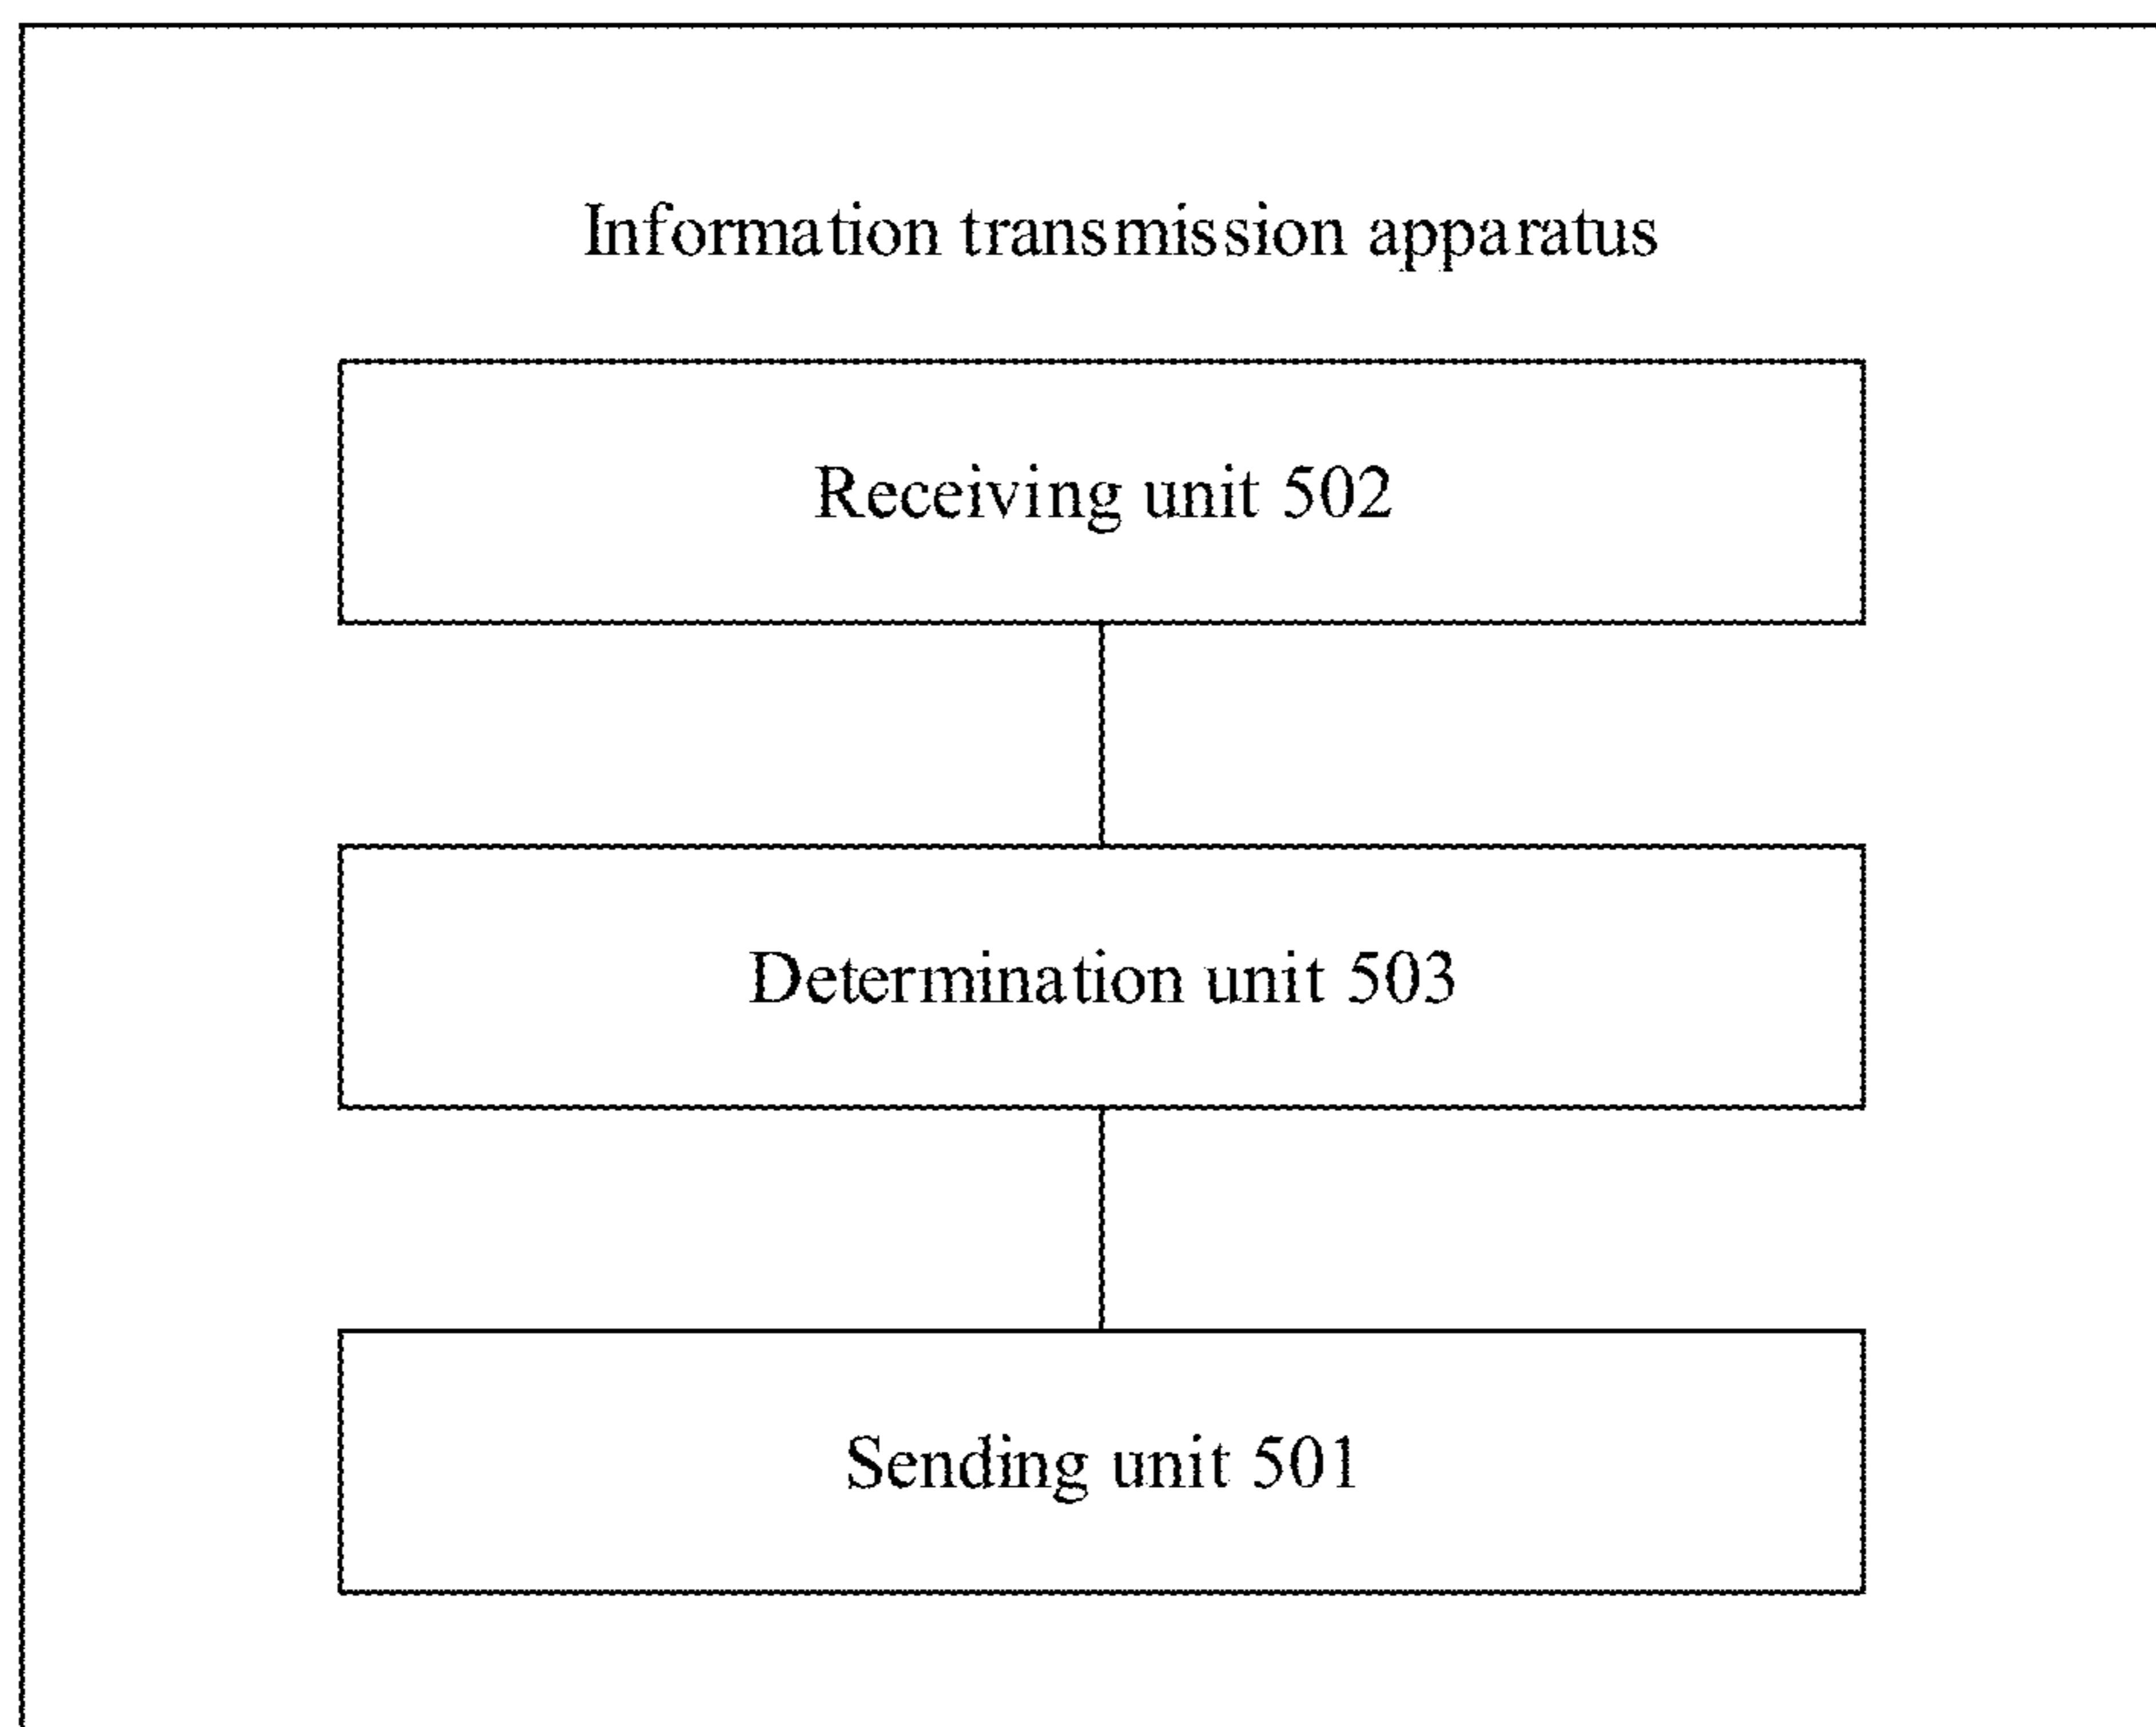 Information transmission apparatus
Receiving unit 502
Determination unit 503
Sending unit 501